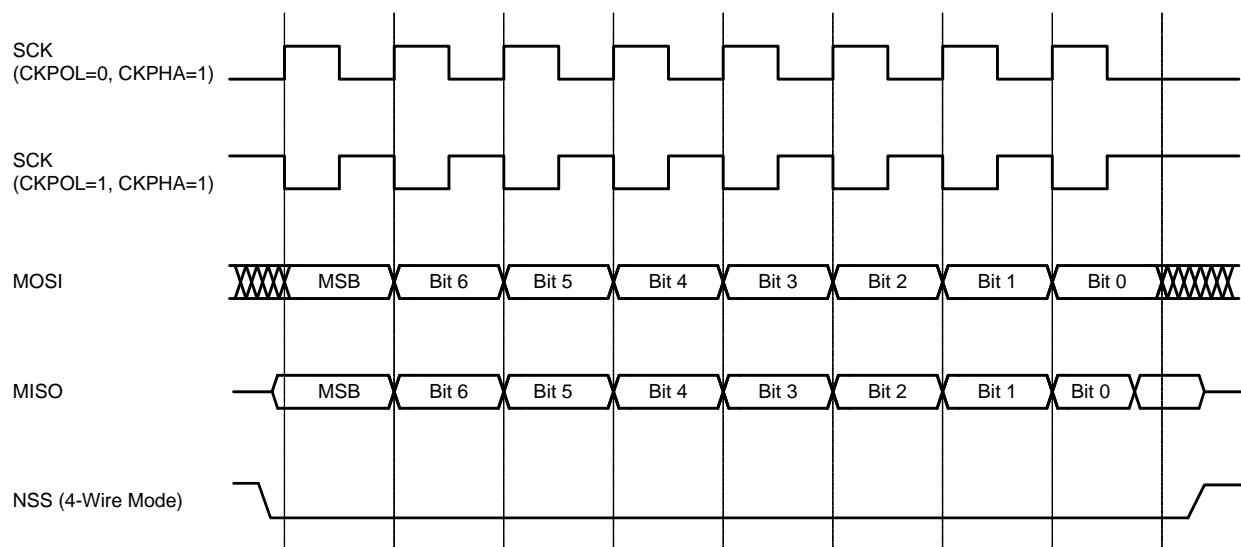 SCK
(CKPOL=0, CKPHA=1)
SCK
(CKPOL=1, CKPHA=1)
MOSI
MSB Bit 6 Bit 5 Bit 4 Bit 3 Bit 2 Bit 1 Bit 0
MISO
MSB Bit 6 Bit 5 Bit 4 Bit 3 Bit 2 Bit 1 Bit 0
NSS (4-Wire Mode)